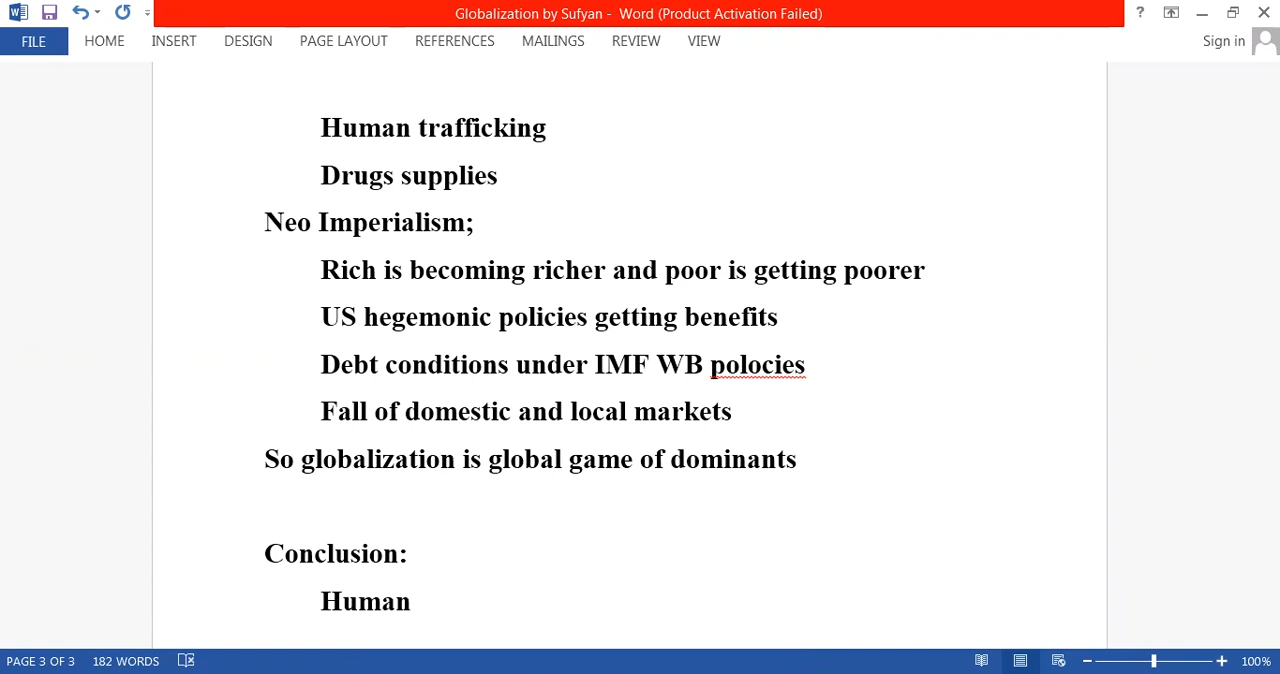 Globalization by Sufyan - Word (Product Activation Failed)
?
FILE HOME INSERT DESIGN PAGE LAYOUT REFERENCES MAILINGS REVIEW VIEW Sign in
Human trafficking
Drugs supplies
Neo Imperialism;
Rich is becoming richer and poor is getting poorer
US hegemonic policies getting benefits
Debt conditions under IMF WB polocies
Fall of domestic and local markets
So globalization is global game of dominants
Conclusion:
Human
PAGE 3 OF 3 182 WORDS 100%